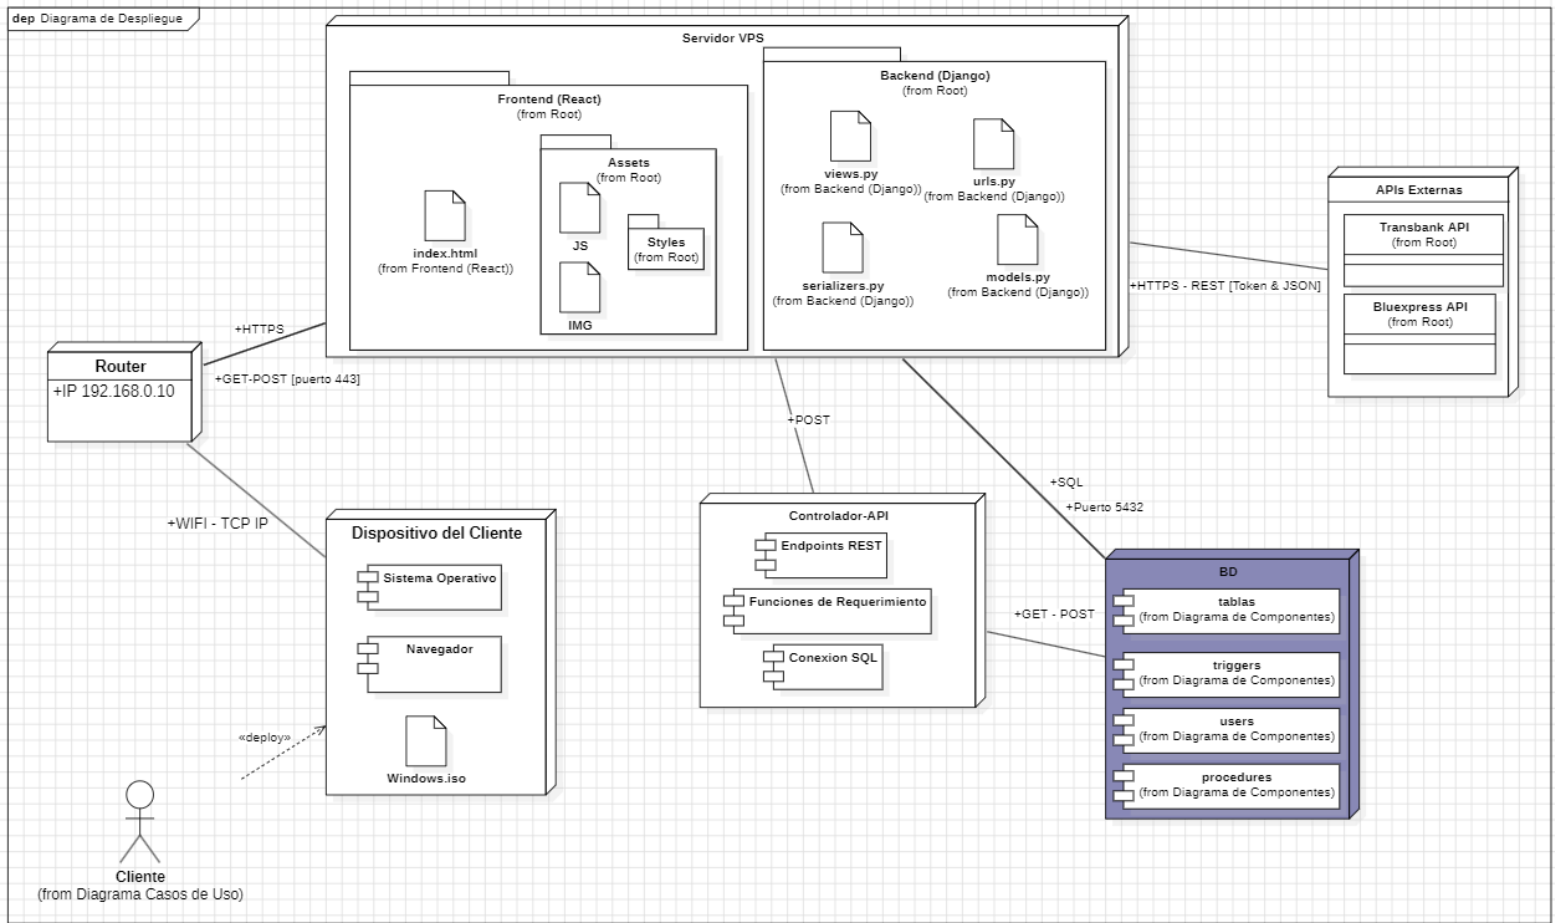 dep Diagrama de Despliegue
Servidor VPS
Frontend (React)
(from Root)
index.html
(from Frontend (React))
Assets
(from Root)
JS
Styles
(from Root)
IMG
Backend (Django)
(from Root)
views.py
(from Backend (Django))
urls.py
(from Backend (Django))
serializers.py
(from Backend (Django))
models.py
(from Backend (Django))
APIs Externas
Transbank API
(from Root)
Bluexpress API
(from Root)
+HTTPS - REST [Token & JSON]
+HTTPS
+GET-POST [puerto 443]
Router
+IP 192.168.0.10
+WIFI - TCP IP
Dispositivo del Cliente
Sistema Operativo
Navegador
Windows.iso
«deploy»
Cliente
(from Diagrama Casos de Uso)
+POST
Controlador-API
Endpoints REST
Funciones de Requerimiento
Conexion SQL
+SQL
+Puerto 5432
+GET - POST
BD
tablas
(from Diagrama de Componentes)
triggers
(from Diagrama de Componentes)
users
(from Diagrama de Componentes)
procedures
(from Diagrama de Componentes)